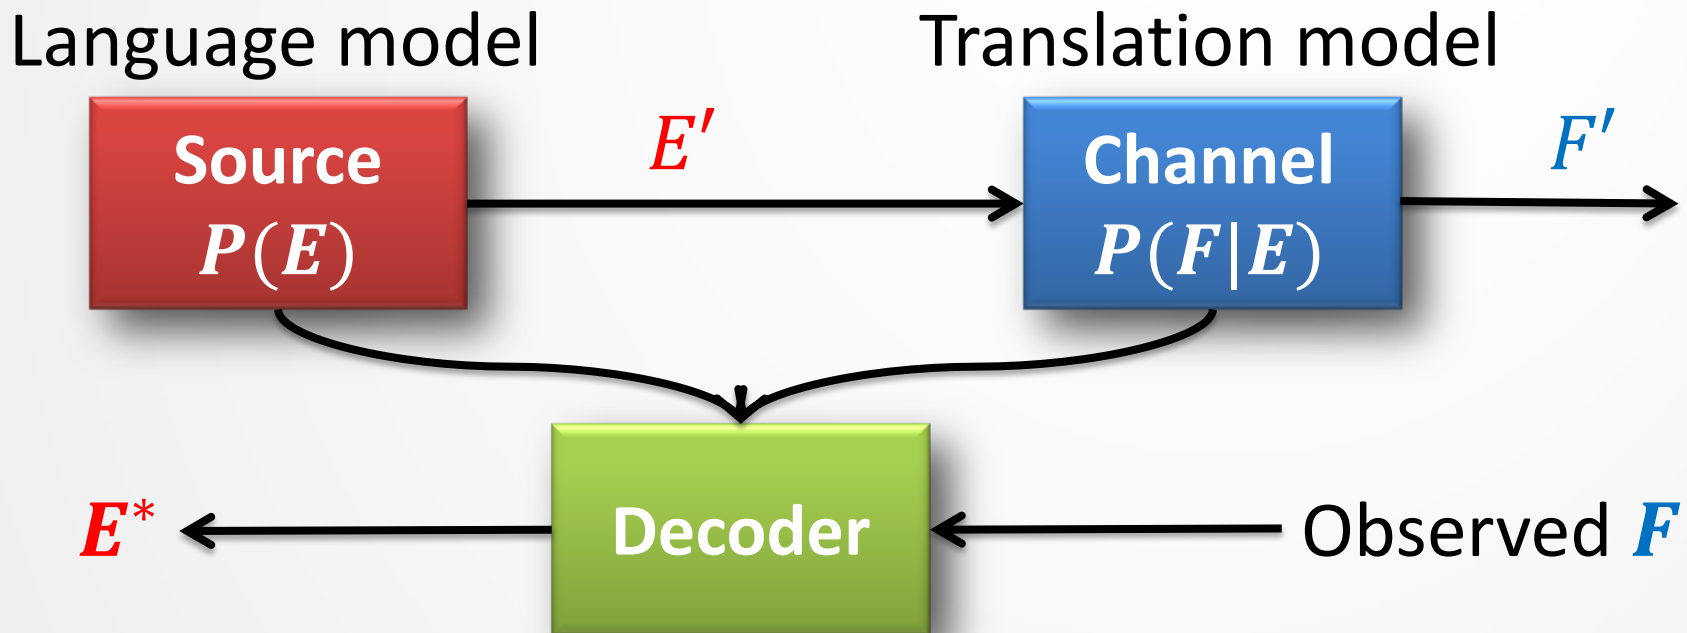 Language model
Translation model
Source
P(E)
E′
Channel
P(F|E)
F′
E*
Decoder
Observed F